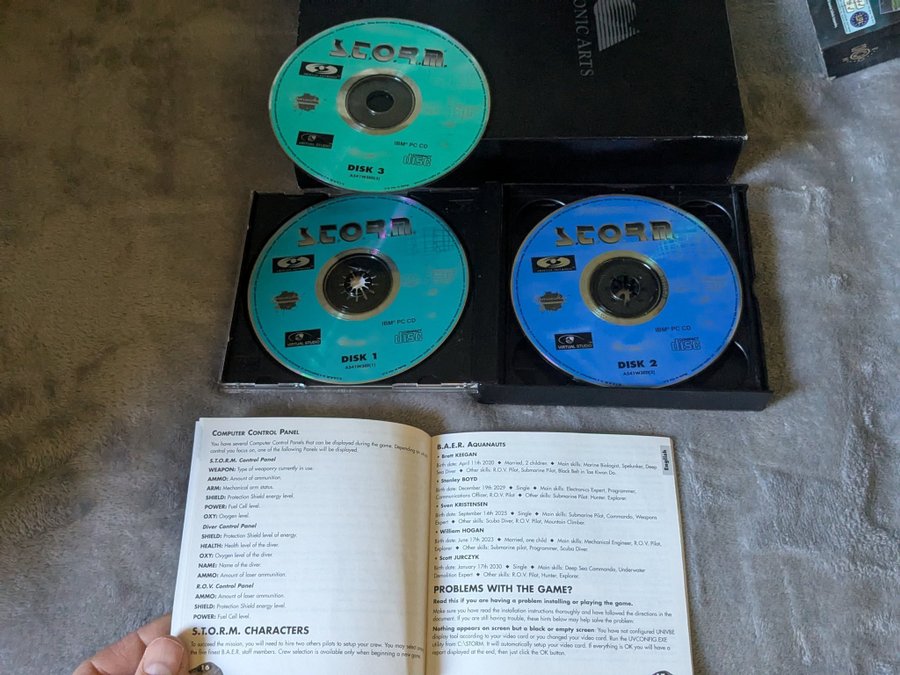 ONIC ARTS
S.T.O.R.M.
VIRTUAL STUDIO
IBM® PC CD
disc
DISK 3
S.T.O.R.M.
VIRTUAL STUDIO
IBM® PC CD
disc
DISK 1
S.T.O.R.M.
VIRTUAL STUDIO
IBM® PC CD
disc
DISK 2
COMPUTER CONTROL PANEL
You have several Computer Control Panels that can be displayed during the game. Depending on
control you focus on, one of the following Panels will be displayed.
S.T.O.R.M. Control Panel
WEAPON: Type of weaponry currently in use.
AMMO: Amount of ammunition.
ARM: Mechanical arm status.
SHIELD: Protection Shield energy level.
POWER: Fuel Cell level.
OXY: Oxygen level.
Diver Control Panel
SHIELD: Protection Shield level of energy.
HEALTH: Health level of the diver.
OXY: Oxygen level of the diver.
NAME: Name of the diver.
AMMO: Amount of laser ammunition.
R.O.V. Control Panel
AMMO: Amount of laser ammunition.
SHIELD: Protection Shield energy level.
POWER: Fuel Cell level.
S.T.O.R.M. CHARACTERS
To succeed the mission, you will need to hire two others pilots to setup your crew. You may select
the five finest B.A.E.R. staff members. Crew selection is available only when beginning a new game.
16
B.A.E.R. AQUANAUTS
• Brett KEEGAN
Birth date: April 11th 2020 ◆ Married, 2 children ◆ Main skills: Marine Biologist, Spelunker, Deep
Sea Diver ◆ Other skills: R.O.V. Pilot, Submarine Pilot, Black Belt in Tae Kwon Do.
• Stanley BOYD
Birth date: December 19th 2029 ◆ Single ◆ Main skills: Electronics Expert, Programmer,
Communications Officer, R.O.V. Pilot ◆ Other skills: Submarine Pilot, Hunter, Explorer.
• Sven KRISTENSEN
Birth date: September 14th 2025 ◆ Single ◆ Main skills: Submarine Pilot, Commando, Weapons
Expert ◆ Other skills: Scuba Diver, R.O.V. Pilot, Mountain Climber.
• William HOGAN
Birth date: June 17th 2023 ◆ Married, one child ◆ Main skills: Mechanical Engineer, R.O.V. Pilot,
Explorer ◆ Other skills: Submarine pilot, Programmer, Scuba Diver.
• Scott JURCZYK
Birth date: January 17th 2030 ◆ Single ◆ Main skills: Deep Sea Commando, Underwater
Demolition Expert ◆ Other skills: R.O.V. Pilot, Hunter, Explorer.
PROBLEMS WITH THE GAME?
Read this if you are having a problem installing or playing the game.
Make sure you have read the installation instructions thoroughly and have followed the directions in the
document. If you are still having trouble, these hints below may help solve the problem:
Nothing appears on screen but a black or empty screen: You have not configured UNIVBE
display tool according to your video card or you changed your video card. Run the UVCONFIG.EXE
utility from C:\STORM. It will automatically setup your video card. If everything is OK you will have a
report displayed at the end, then just click the OK button.
English